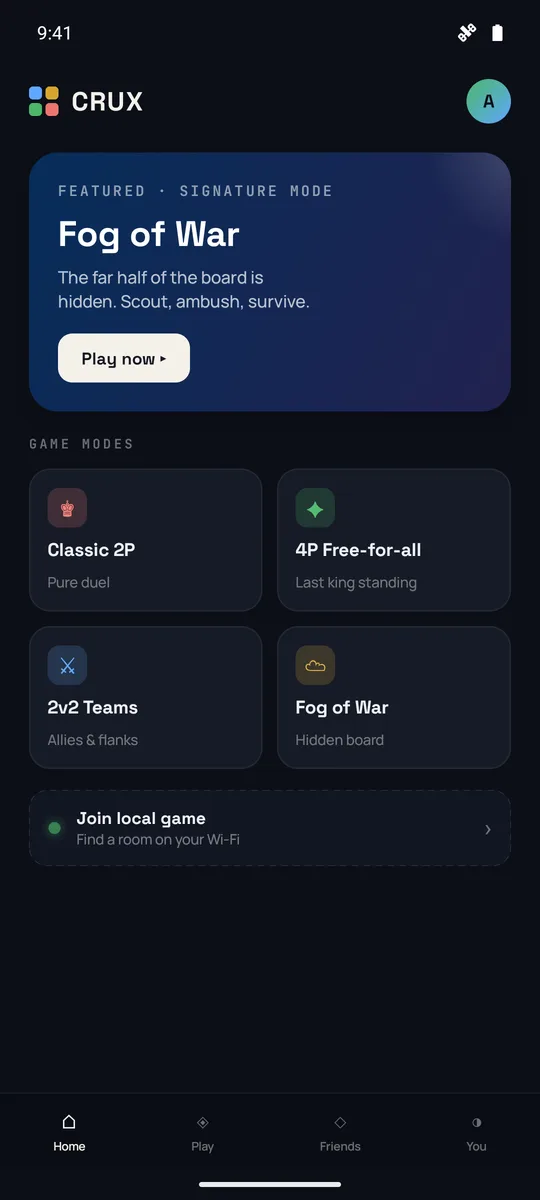 9:41
CRUX
A
FEATURED · SIGNATURE MODE
Fog of War
The far half of the board is
hidden. Scout, ambush, survive.
Play now ▸
GAME MODES
Classic 2P
Pure duel
4P Free-for-all
Last king standing
2v2 Teams
Allies & flanks
Fog of War
Hidden board
Join local game
Find a room on your Wi-Fi
Home
Play
Friends
You